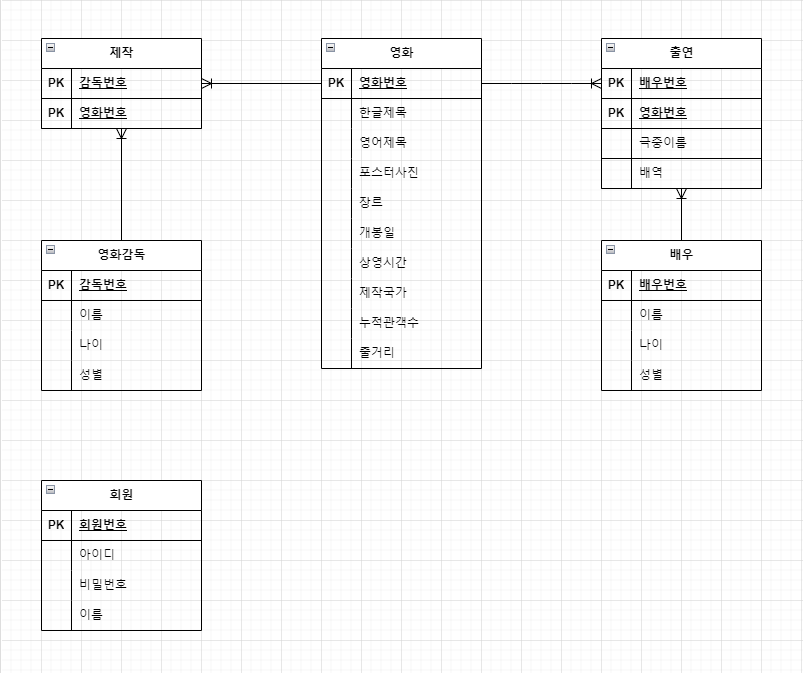 제작
PK 감독번호
PK 영화번호
영화
PK 영화번호
한글제목
영어제목
포스터사진
장르
개봉일
상영시간
제작국가
누적관객수
줄거리
출연
PK 배우번호
PK 영화번호
극중이름
배역
영화감독
PK 감독번호
이름
나이
성별
배우
PK 배우번호
이름
나이
성별
회원
PK 회원번호
아이디
비밀번호
이름